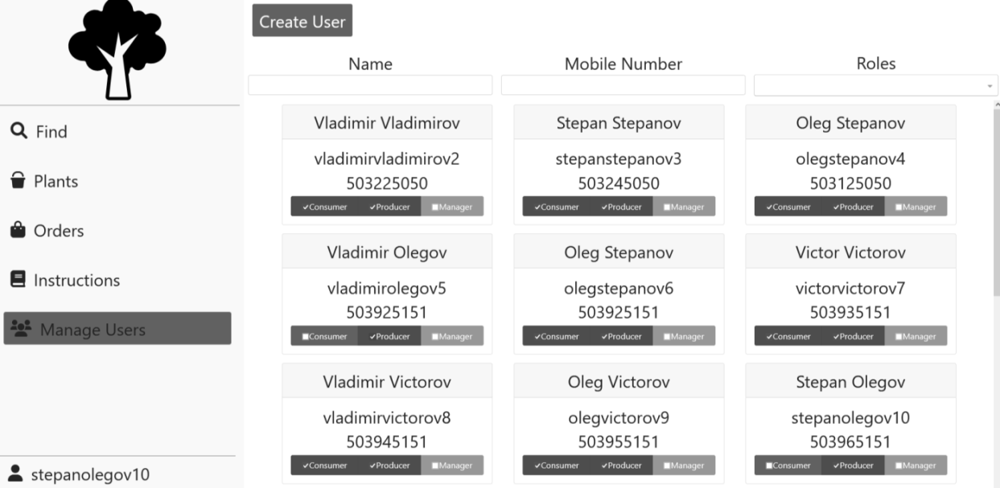 Create User
Name Mobile Number Roles
Find
Plants
Orders
Instructions
Manage Users
stepanolegov10
Vladimir Vladimirov
vladimirvladimirov2
503225050
Consumer Producer Manager
Stepan Stepanov
stepanstepanov3
503245050
Consumer Producer Manager
Oleg Stepanov
olegstepanov4
503125050
Consumer Producer Manager
Vladimir Olegov
vladimirolegov5
503925151
Consumer Producer Manager
Oleg Stepanov
olegstepanov6
503925151
Consumer Producer Manager
Victor Victorov
victorvictorov7
503935151
Consumer Producer Manager
Vladimir Victorov
vladimirvictorov8
503945151
Consumer Producer Manager
Oleg Victorov
olegvictorov9
503955151
Consumer Producer Manager
Stepan Olegov
stepanolegov10
503965151
Consumer Producer Manager